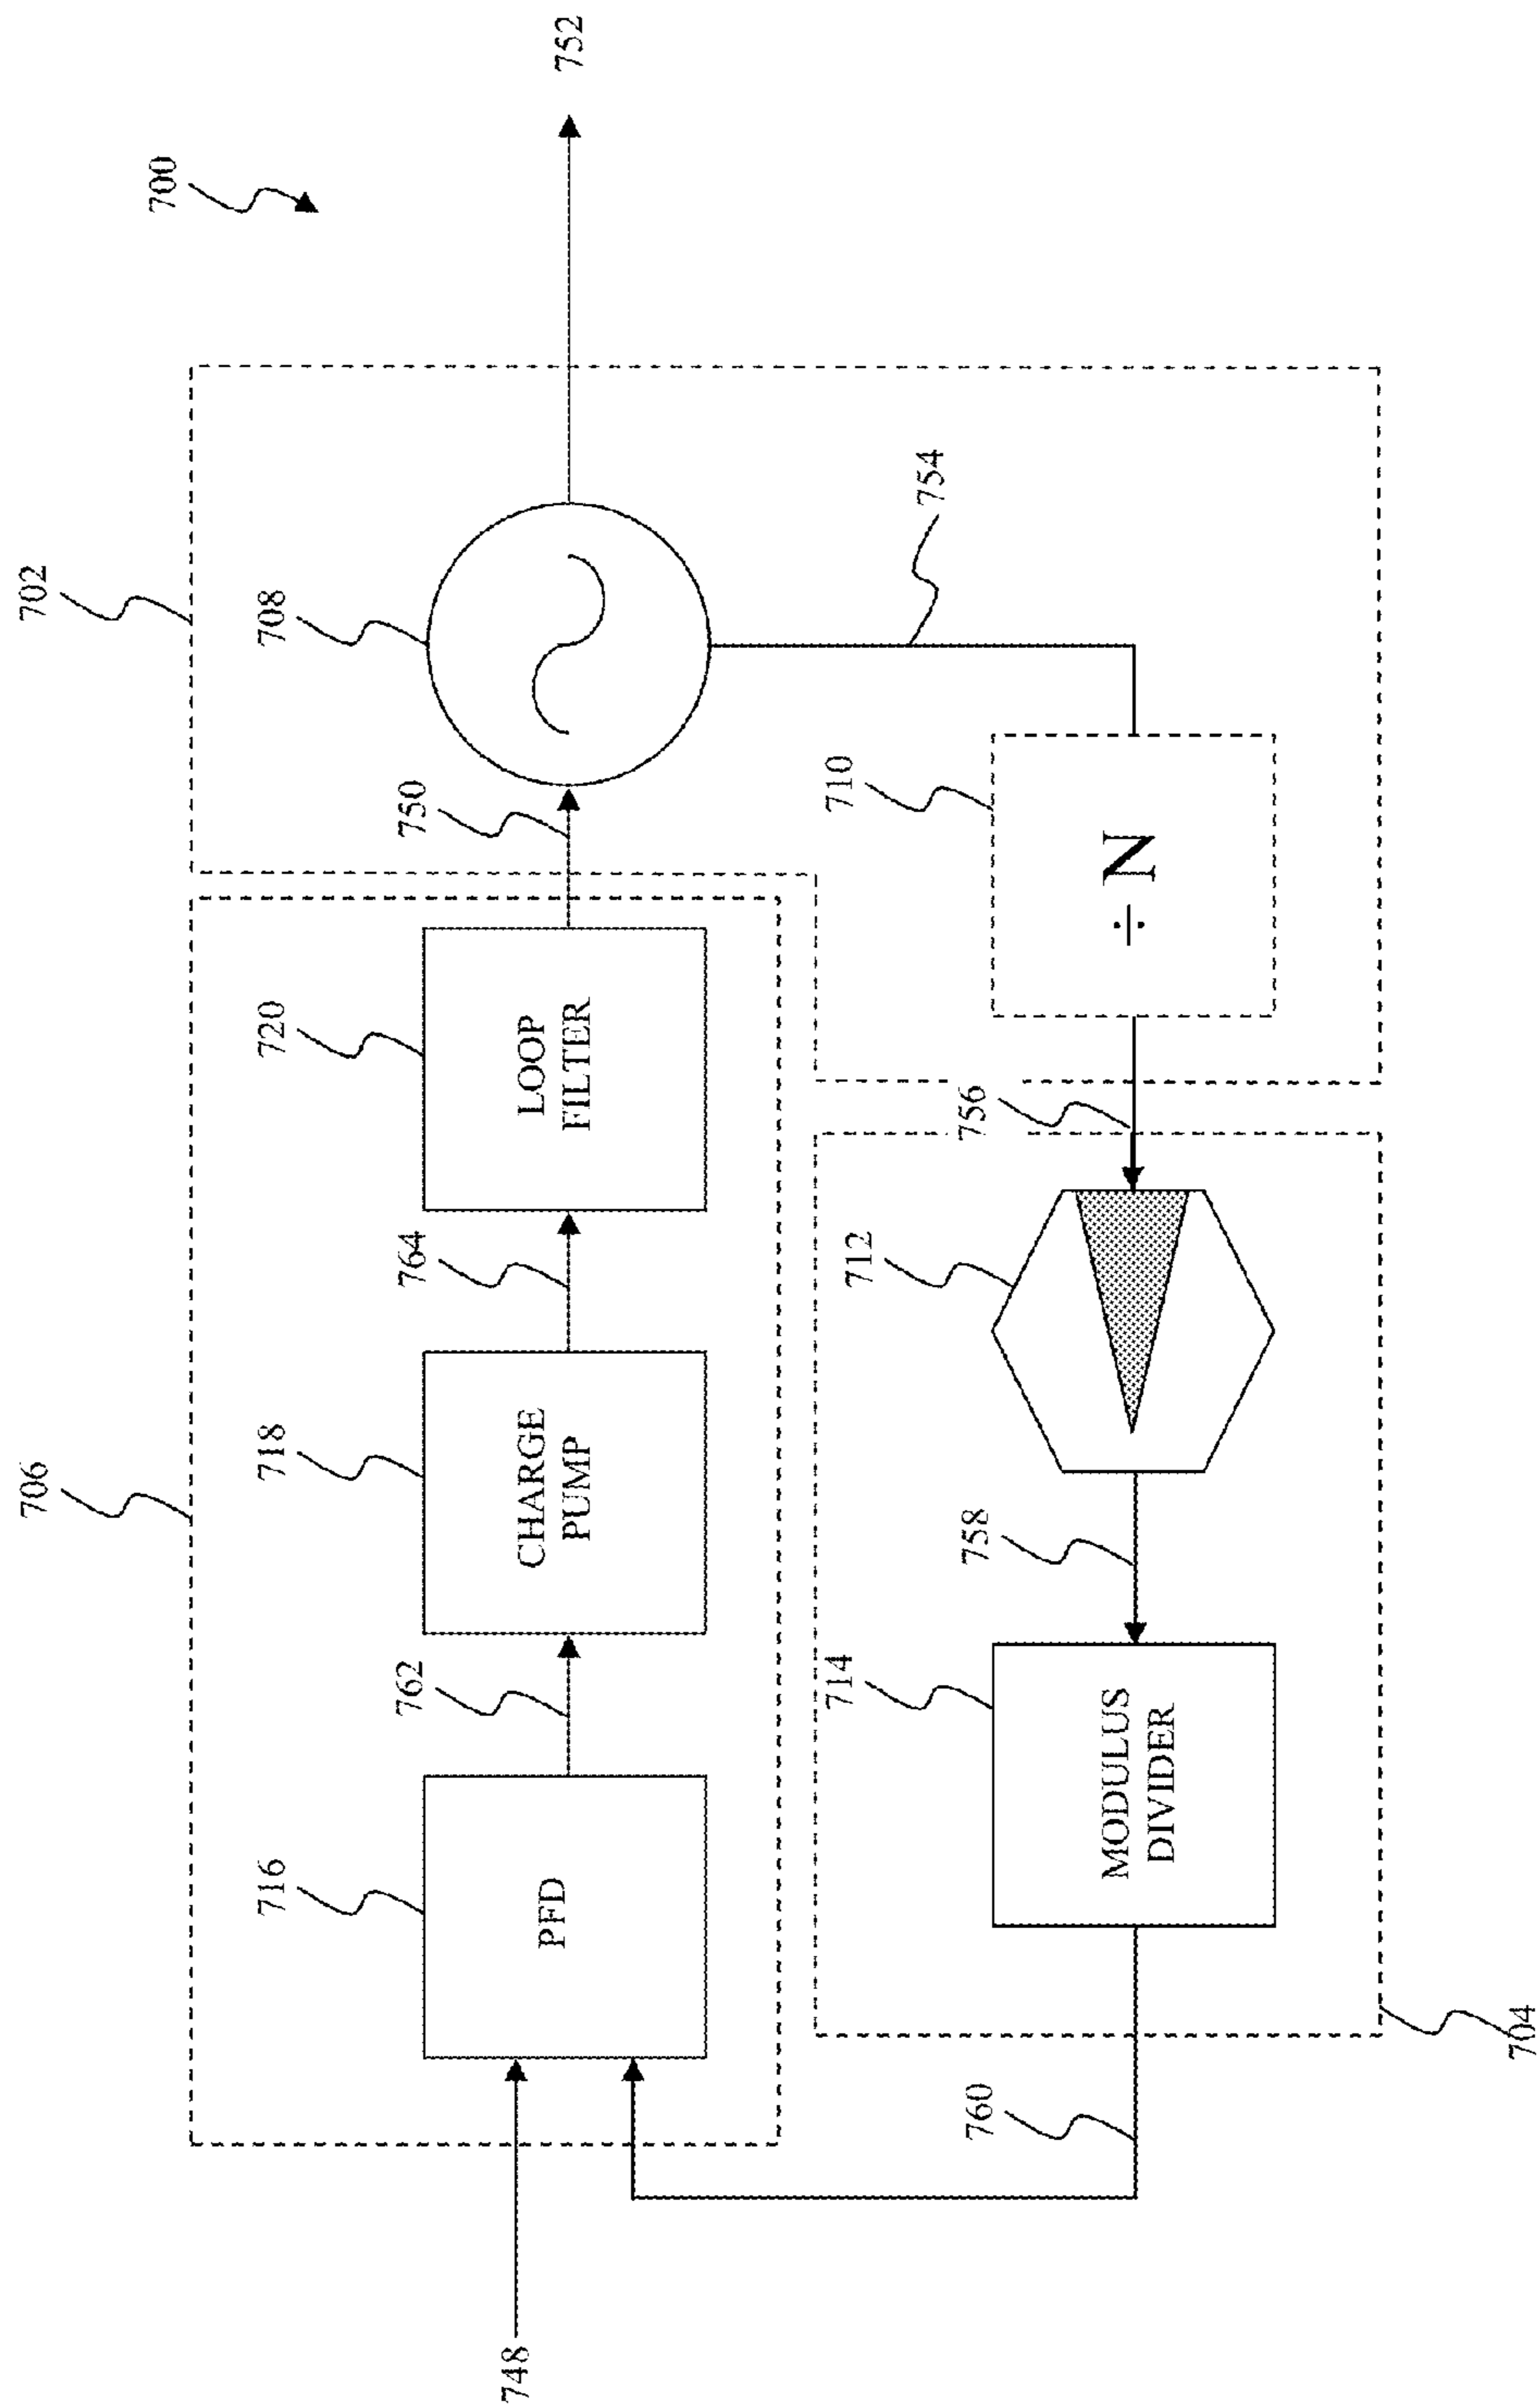 700
702
706
708
752
720
718
716
750
764
762
LOOP
FILTER
CHARGE
PUMP
PFD
748
754
710
÷ N
756
712
758
714
MODULUS
DIVIDER
760
704